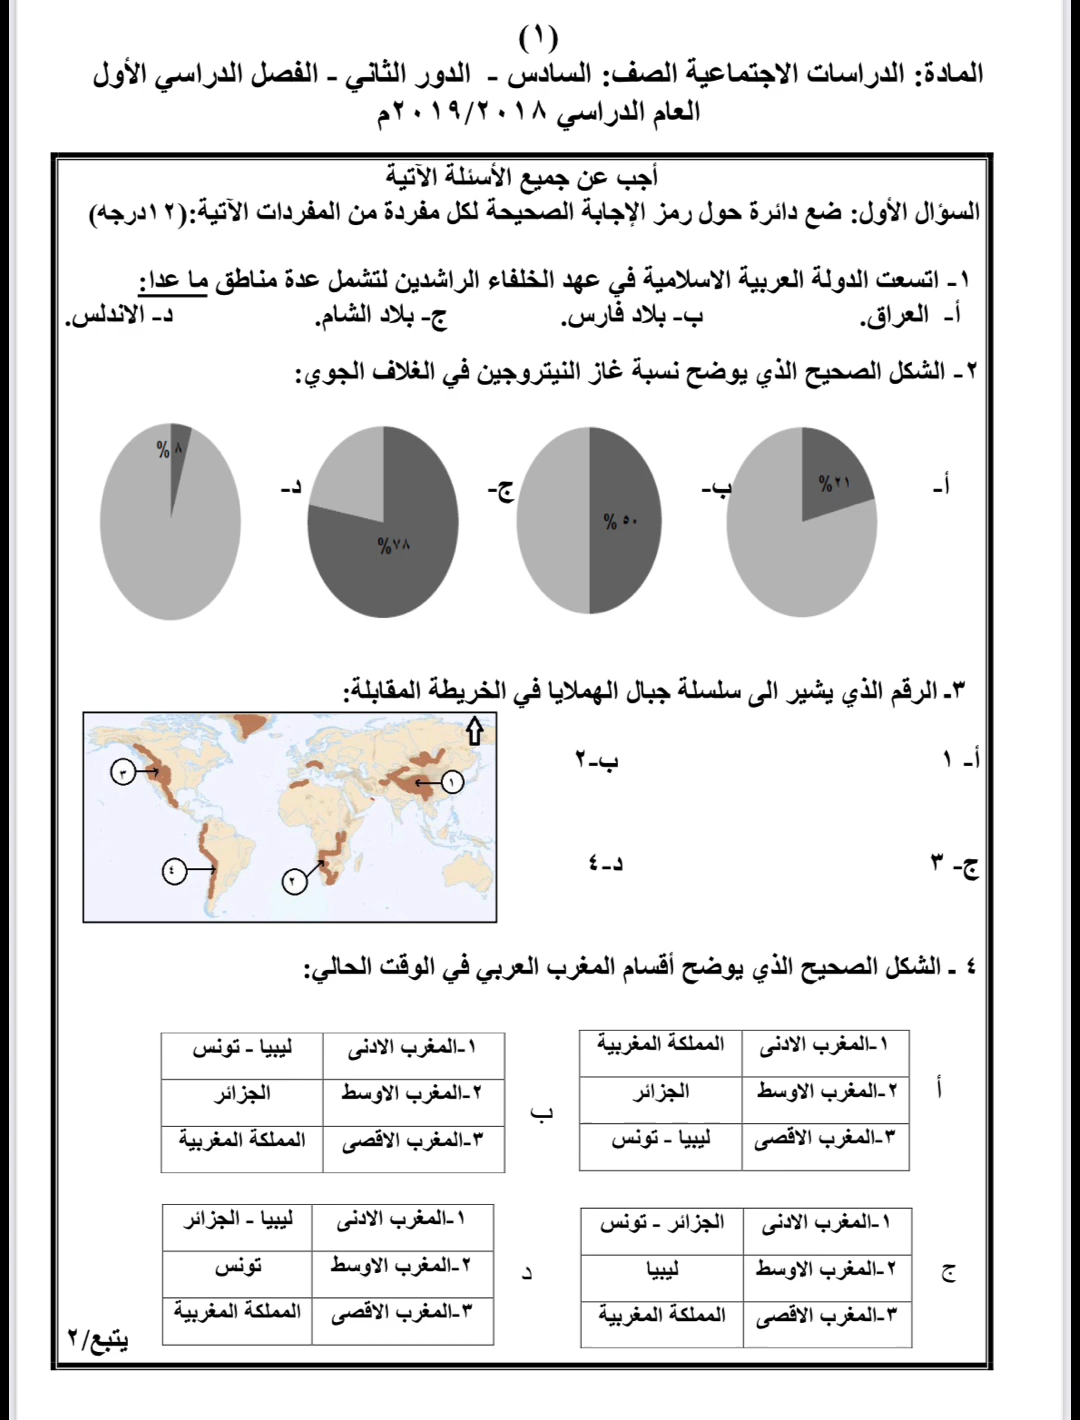 (١)
المادة: الدراسات الاجتماعية الصف: السادس - الدور الثاني - الفصل الدراسي الأول
العام الدراسي ٢٠١٩/٢٠١٨م
أجب عن جميع الأسئلة الآتية
السؤال الأول: ضع دائرة حول رمز الإجابة الصحيحة لكل مفردة من المفردات الآتية:(١٢درجه)
١- اتسعت الدولة العربية الاسلامية في عهد الخلفاء الراشدين لتشمل عدة مناطق ما عدا:
أ- العراق. ب- بلاد فارس. ج- بلاد الشام. د- الاندلس.
٢- الشكل الصحيح الذي يوضح نسبة غاز النيتروجين في الغلاف الجوي:
أ- ٢١% ب- ٥٠ % ج- ٧٨% د- ٨ %
٣- الرقم الذي يشير الى سلسلة جبال الهملايا في الخريطة المقابلة:
أ- ١ ب-٢
ج- ٣ د-٤
١
٢
٣
٤
٤ - الشكل الصحيح الذي يوضح أقسام المغرب العربي في الوقت الحالي:
أ
١-المغرب الادنى المملكة المغربية
٢-المغرب الاوسط الجزائر
٣-المغرب الأقصى ليبيا - تونس
ب
١-المغرب الادنى ليبيا - تونس
٢-المغرب الاوسط الجزائر
٣-المغرب الاقصى المملكة المغربية
ج
١-المغرب الادنى الجزائر - تونس
٢-المغرب الاوسط ليبيا
٣-المغرب الأقصى المملكة المغربية
د
١-المغرب الادنى ليبيا - الجزائر
٢-المغرب الاوسط تونس
٣-المغرب الأقصى المملكة المغربية
يتبع/٢